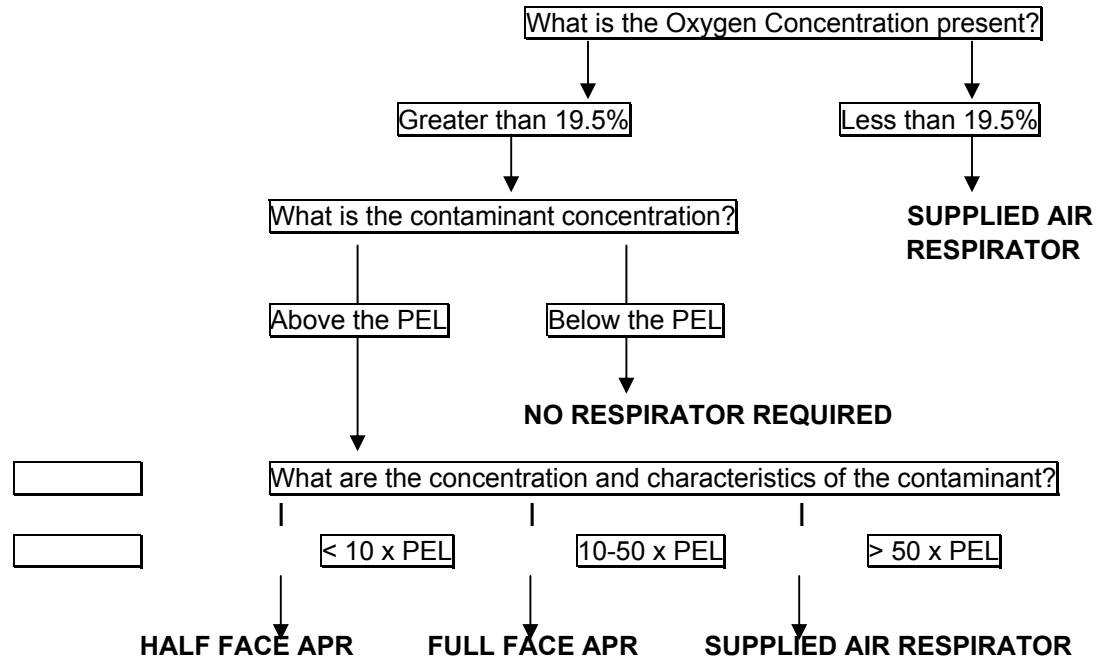 What is the Oxygen Concentration present?
Greater than 19.5%
Less than 19.5%
What is the contaminant concentration?
SUPPLIED AIR
RESPIRATOR
Above the PEL
Below the PEL
NO RESPIRATOR REQUIRED
What are the concentration and characteristics of the contaminant?
< 10 x PEL
10-50 x PEL
> 50 x PEL
HALF FACE APR
FULL FACE APR
SUPPLIED AIR RESPIRATOR